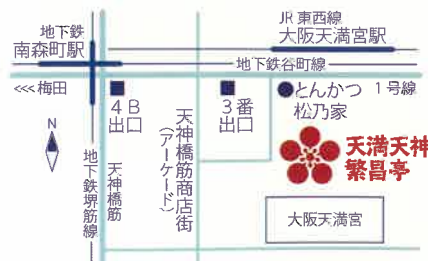 地下鉄
南森町駅
JR東西線
大阪天満宮駅
地下鉄谷町線
<<<梅田
4B
出口
3番
出口
とんかつ
松乃家
1号線
N
地下鉄堺筋線
天神橋筋
天神橋筋商店街
(アーケード)
天満天神
繁昌亭
大阪天満宮